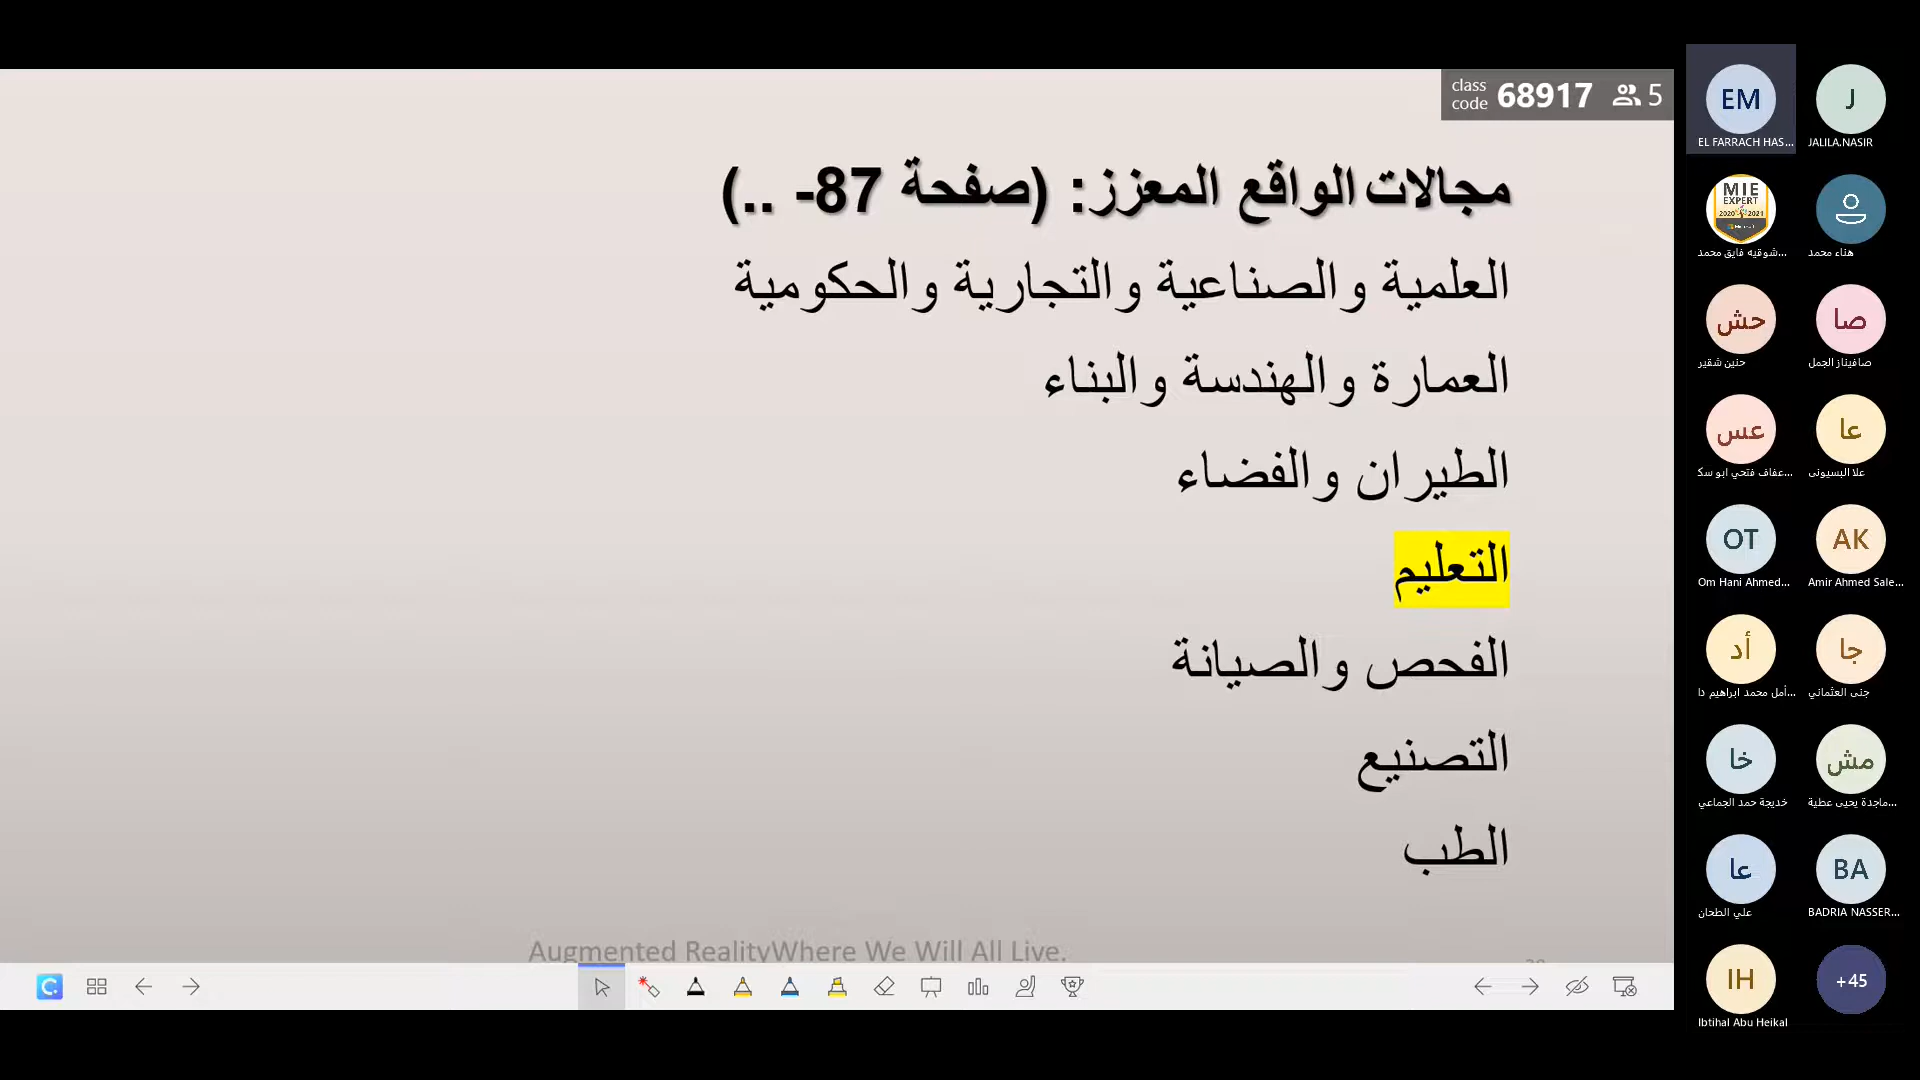 class code 68917 5
مجالات الواقع المعزز: (صفحة 87- ..)
العلمية والصناعية والتجارية والحكومية
العمارة والهندسة والبناء
الطيران والفضاء
التعليم
الفحص والصيانة
التصنيع
الطب
Augmented RealityWhere We Will All Live.
EM
EL FARRACH HAS...
J
JALILA.NASIR
MIE
EXPERT
2020 2021
شوقيه فايق محمد...
هناء محمد
حش
حنين شقير
صا
صافيناز الجمل
عس
عفاف فتحي ابو سك...
عا
علا البسيونى
OT
Om Hani Ahmed...
AK
Amir Ahmed Sale...
أد
أمل محمد ابراهيم دا...
جا
جنى العثماني
خا
خديجة حمد الجماعي
مش
ماجدة يحيى عطية...
عا
علي الطحان
BA
BADRIA NASSER...
IH
Ibtihal Abu Heikal
+45